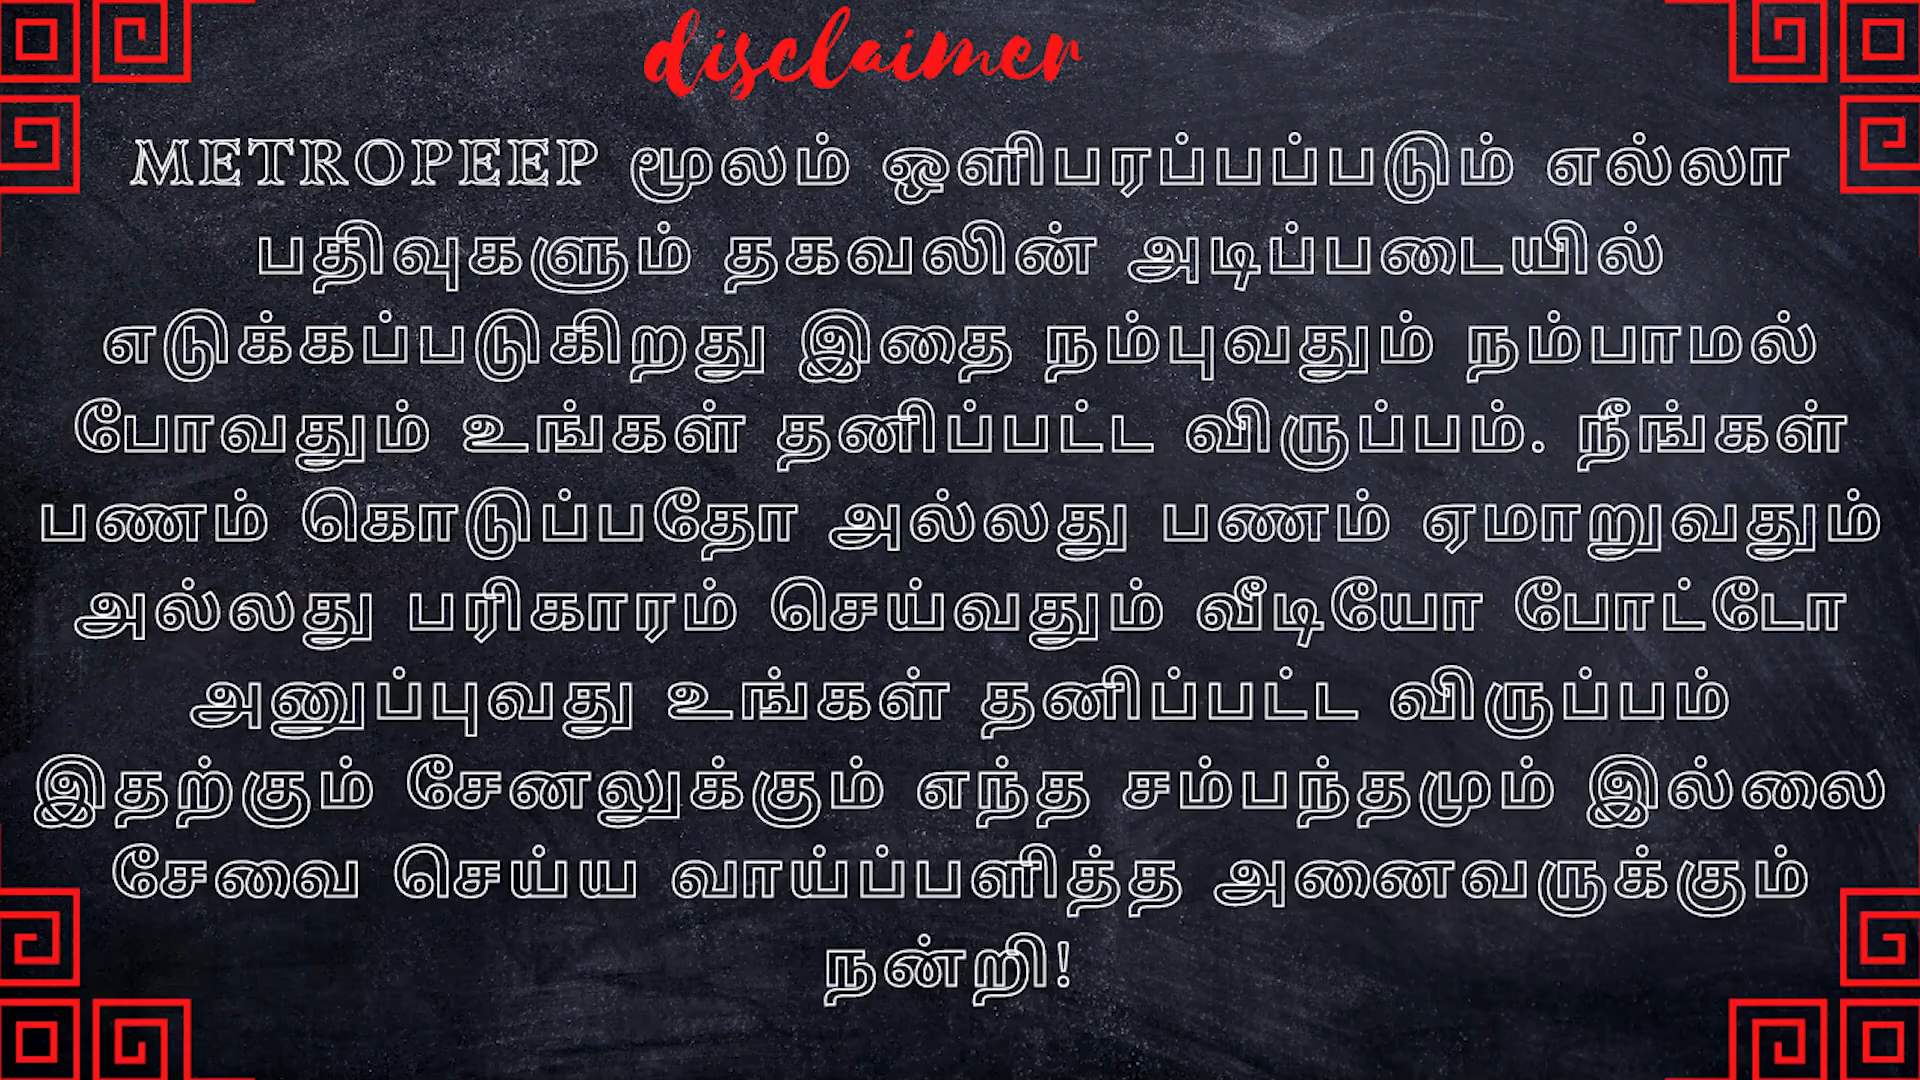 disclaimer
METROPEEP மூலம் ஒளிபரப்பப்படும் எல்லா
பதிவுகளும் தகவலின் அடிப்படையில்
எடுக்கப்படுகிறது இதை நம்புவதும் நம்பாமல்
போவதும் உங்கள் தனிப்பட்ட விருப்பம். நீங்கள்
பணம் கொடுப்பதோ அல்லது பணம் ஏமாறுவதும்
அல்லது பரிகாரம் செய்வதும் வீடியோ போட்டோ
அனுப்புவது உங்கள் தனிப்பட்ட விருப்பம்
இதற்கும் சேனலுக்கும் எந்த சம்பந்தமும் இல்லை
சேவை செய்ய வாய்ப்பளித்த அனைவருக்கும்
நன்றி!